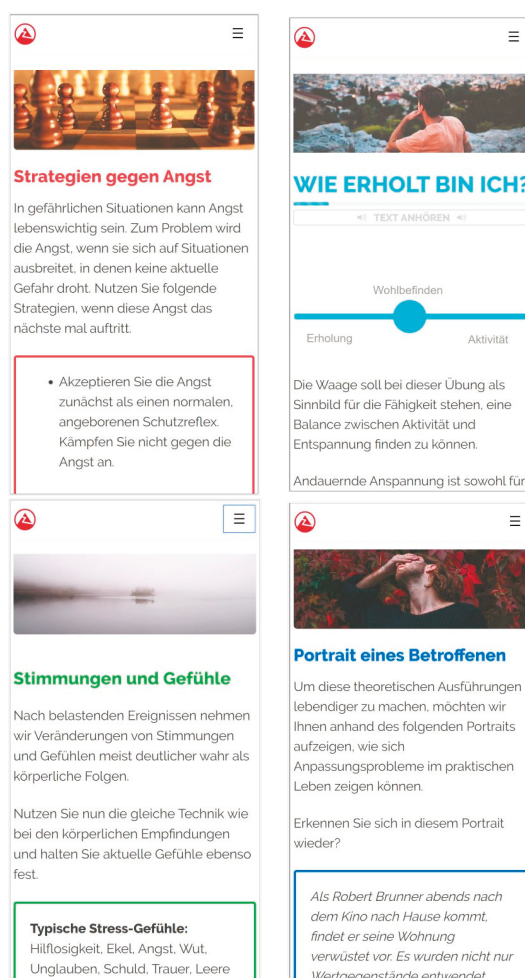 Strategien gegen Angst
In gefährlichen Situationen kann Angst
lebenswichtig sein. Zum Problem wird
die Angst, wenn sie sich auf Situationen
ausbreitet, in denen keine aktuelle
Gefahr droht. Nutzen Sie folgende
Strategien, wenn diese Angst das
nächste mal auftritt.
• Akzeptieren Sie die Angst
zunächst als einen normalen,
angeborenen Schutzreflex.
Kämpfen Sie nicht gegen die
Angst an.
WIE ERHOLT BIN ICH?
TEXT ANHÖREN
Wohlbefinden
Erholung
Aktivität
Die Waage soll bei dieser Übung als
Sinnbild für die Fähigkeit stehen, eine
Balance zwischen Aktivität und
Entspannung finden zu können.
Andauernde Anspannung ist sowohl für
Stimmungen und Gefühle
Nach belastenden Ereignissen nehmen
wir Veränderungen von Stimmungen
und Gefühlen meist deutlicher wahr als
körperliche Folgen.
Nutzen Sie nun die gleiche Technik wie
bei den körperlichen Empfindungen
und halten Sie aktuelle Gefühle ebenso
fest.
Typische Stress-Gefühle:
Hilflosigkeit, Ekel, Angst, Wut,
Unglauben, Schuld, Trauer, Leere
Portrait eines Betroffenen
Um diese theoretischen Ausführungen
lebendiger zu machen, möchten wir
Ihnen anhand des folgenden Portraits
aufzeigen, wie sich
Anpassungsprobleme im praktischen
Leben zeigen können.
Erkennen Sie sich in diesem Portrait
wieder?
Als Robert Brunner abends nach
dem Kino nach Hause kommt,
findet er seine Wohnung
verwüstet vor. Es wurden nicht nur
Wertgegenstände entwendet